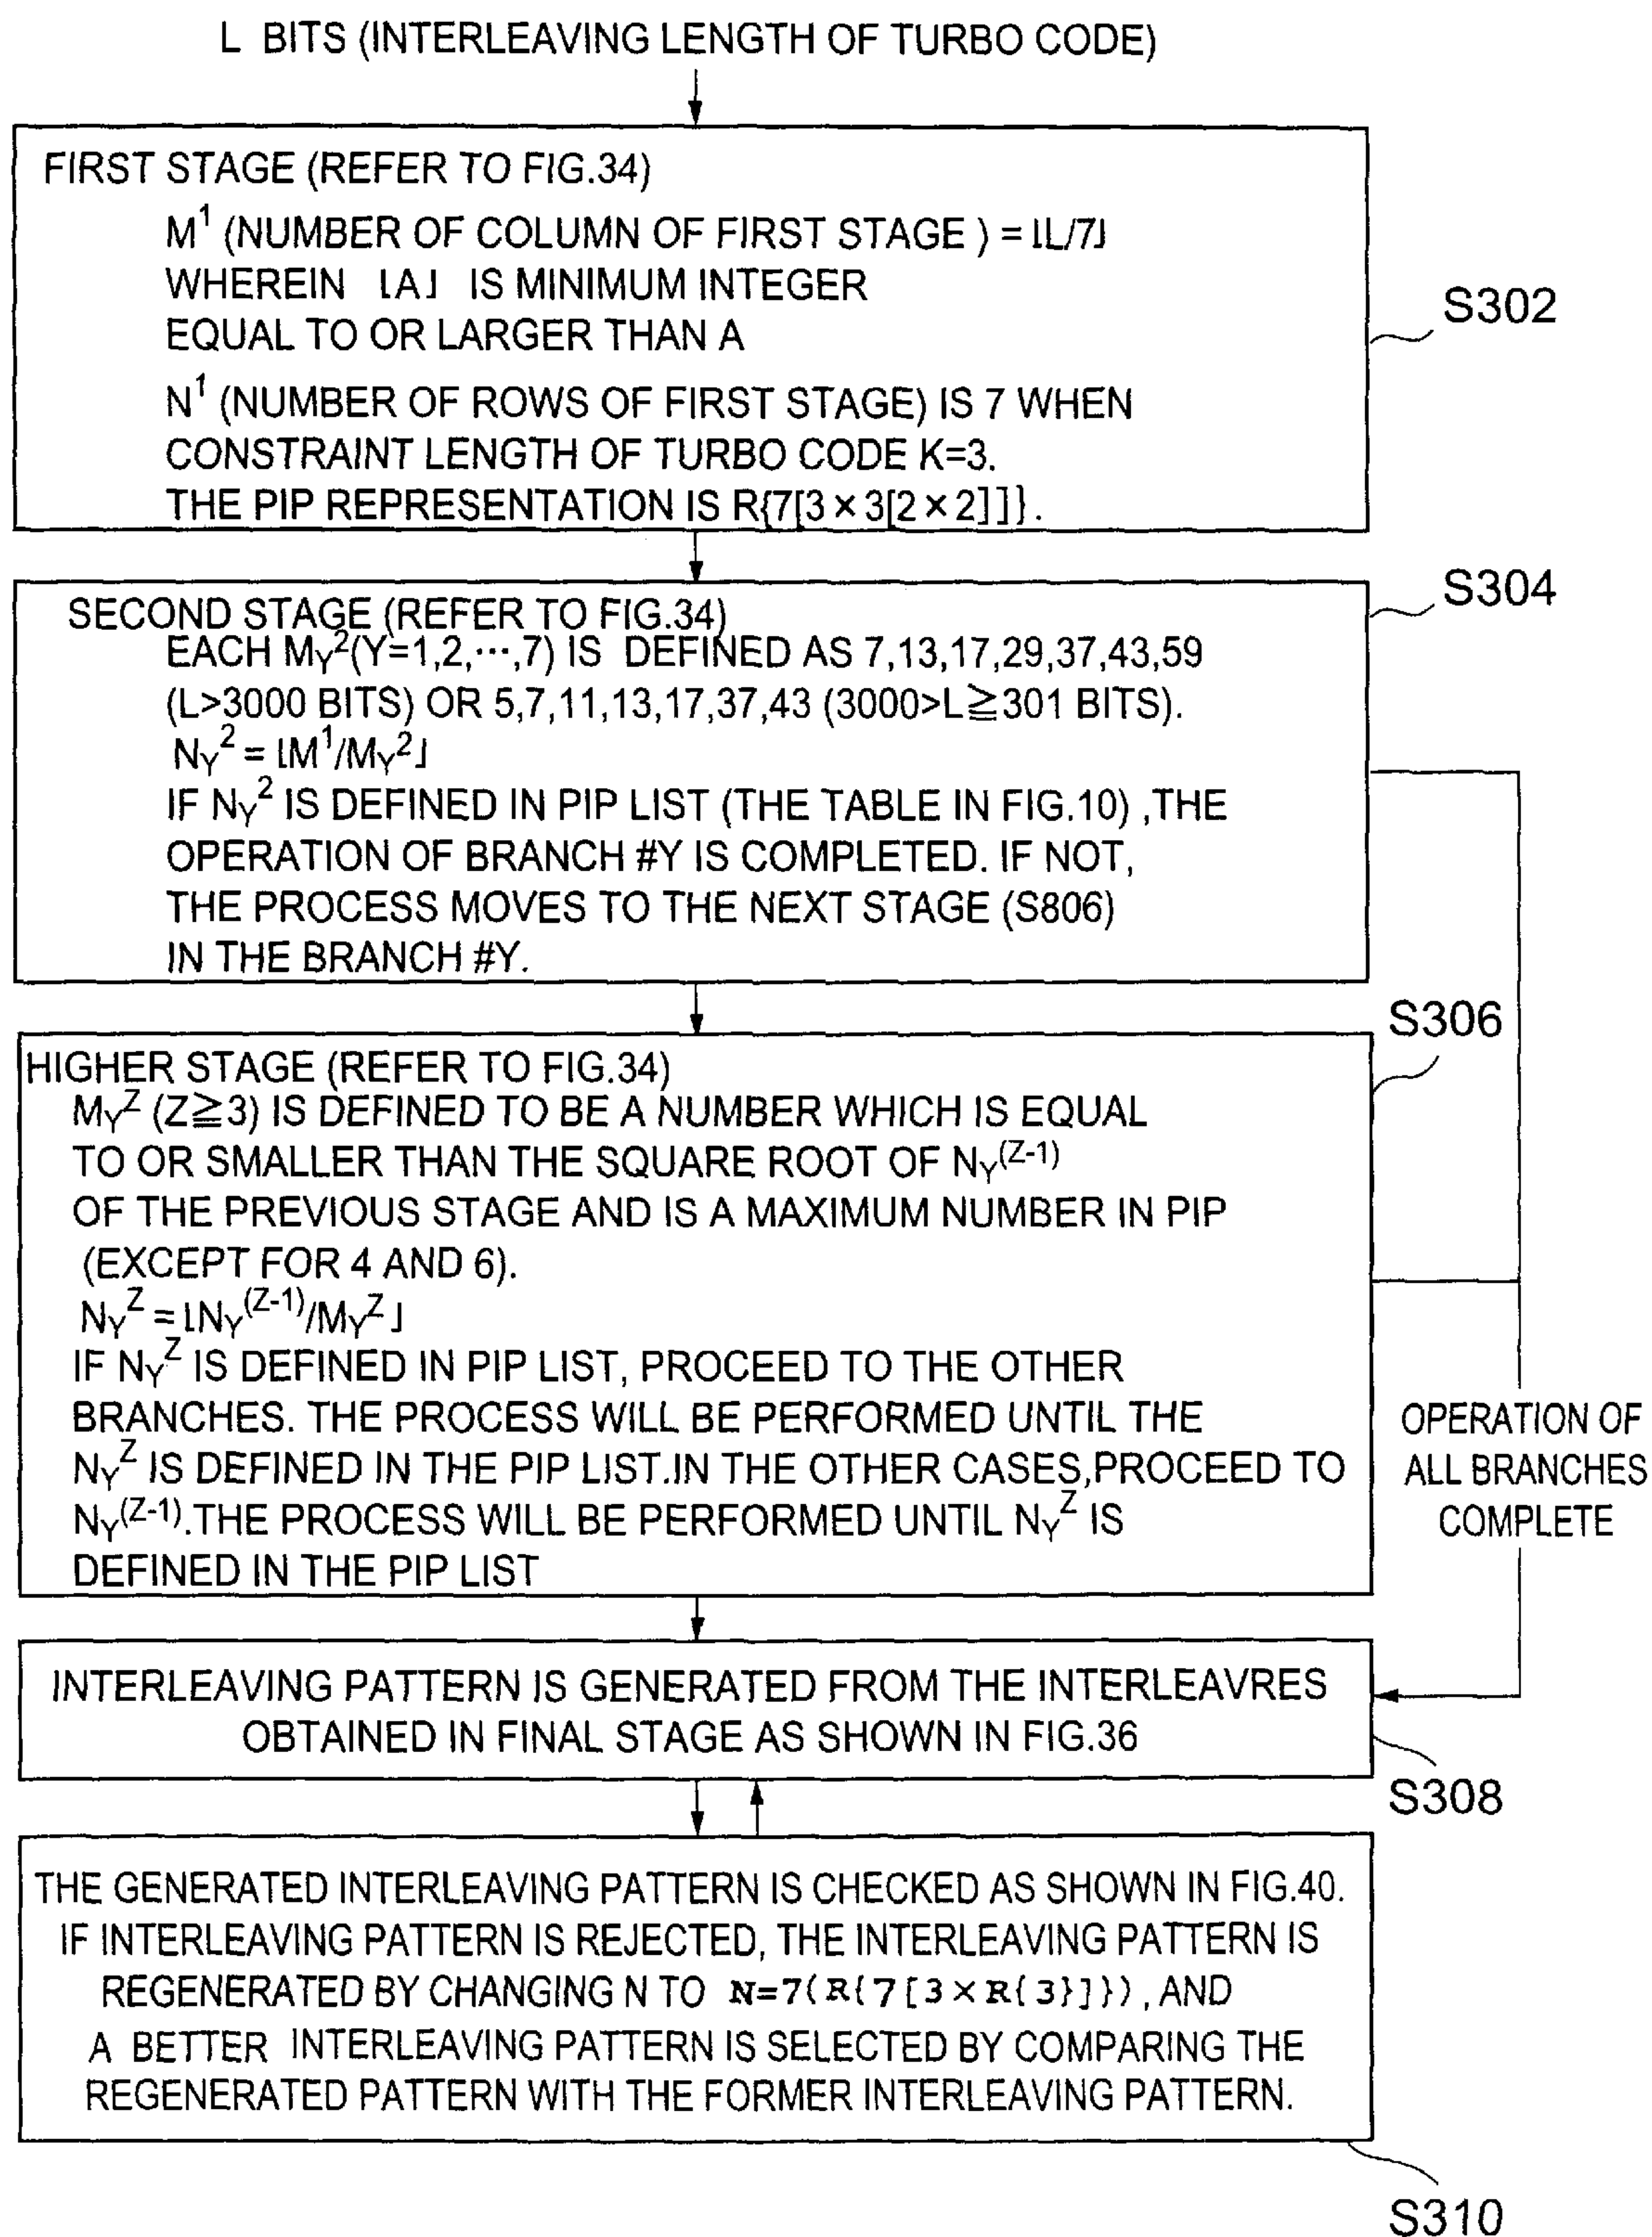 L BITS (INTERLEAVING LENGTH OF TURBO CODE)
FIRST STAGE (REFER TO FIG.34)
M¹ (NUMBER OF COLUMN OF FIRST STAGE ) = ⌊L/7⌋
WHEREIN ⌊A⌋ IS MINIMUM INTEGER
EQUAL TO OR LARGER THAN A
N¹ (NUMBER OF ROWS OF FIRST STAGE) IS 7 WHEN
CONSTRAINT LENGTH OF TURBO CODE K=3.
THE PIP REPRESENTATION IS R{7[3×3[2×2]]}.
S302
SECOND STAGE (REFER TO FIG.34)
EACH M_Y²(Y=1,2,⋯,7) IS DEFINED AS 7,13,17,29,37,43,59
(L>3000 BITS) OR 5,7,11,13,17,37,43 (3000>L≧301 BITS).
N_Y² = ⌊M¹/M_Y²⌋
IF N_Y² IS DEFINED IN PIP LIST (THE TABLE IN FIG.10) ,THE
OPERATION OF BRANCH #Y IS COMPLETED. IF NOT,
THE PROCESS MOVES TO THE NEXT STAGE (S806)
IN THE BRANCH #Y.
S304
HIGHER STAGE (REFER TO FIG.34)
M_Y^Z (Z≧3) IS DEFINED TO BE A NUMBER WHICH IS EQUAL
TO OR SMALLER THAN THE SQUARE ROOT OF N_Y^(Z-1)
OF THE PREVIOUS STAGE AND IS A MAXIMUM NUMBER IN PIP
(EXCEPT FOR 4 AND 6).
N_Y^Z = ⌊N_Y^(Z-1)/M_Y^Z⌋
IF N_Y^Z IS DEFINED IN PIP LIST, PROCEED TO THE OTHER
BRANCHES. THE PROCESS WILL BE PERFORMED UNTIL THE
N_Y^Z IS DEFINED IN THE PIP LIST.IN THE OTHER CASES,PROCEED TO
N_Y^(Z-1).THE PROCESS WILL BE PERFORMED UNTIL N_Y^Z IS
DEFINED IN THE PIP LIST
S306
OPERATION OF
ALL BRANCHES
COMPLETE
INTERLEAVING PATTERN IS GENERATED FROM THE INTERLEAVRES
OBTAINED IN FINAL STAGE AS SHOWN IN FIG.36
S308
THE GENERATED INTERLEAVING PATTERN IS CHECKED AS SHOWN IN FIG.40.
IF INTERLEAVING PATTERN IS REJECTED, THE INTERLEAVING PATTERN IS
REGENERATED BY CHANGING N TO N=7(R{7[3×R{3}]}), AND
A BETTER INTERLEAVING PATTERN IS SELECTED BY COMPARING THE
REGENERATED PATTERN WITH THE FORMER INTERLEAVING PATTERN.
S310